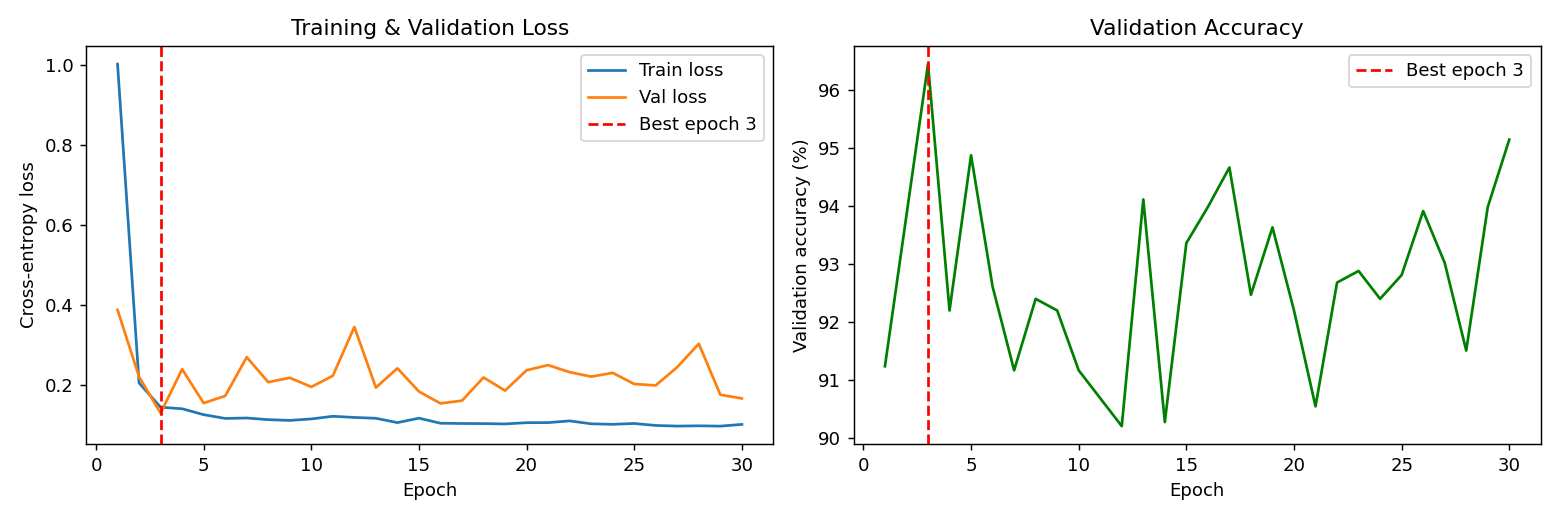 Training & Validation Loss
Cross-entropy loss
1.0
0.8
0.6
0.4
0.2
Train loss
Val loss
Best epoch 3
0 5 10 15 20 25 30
Epoch
Validation Accuracy
Validation accuracy (%)
96
95
94
93
92
91
90
Best epoch 3
0 5 10 15 20 25 30
Epoch